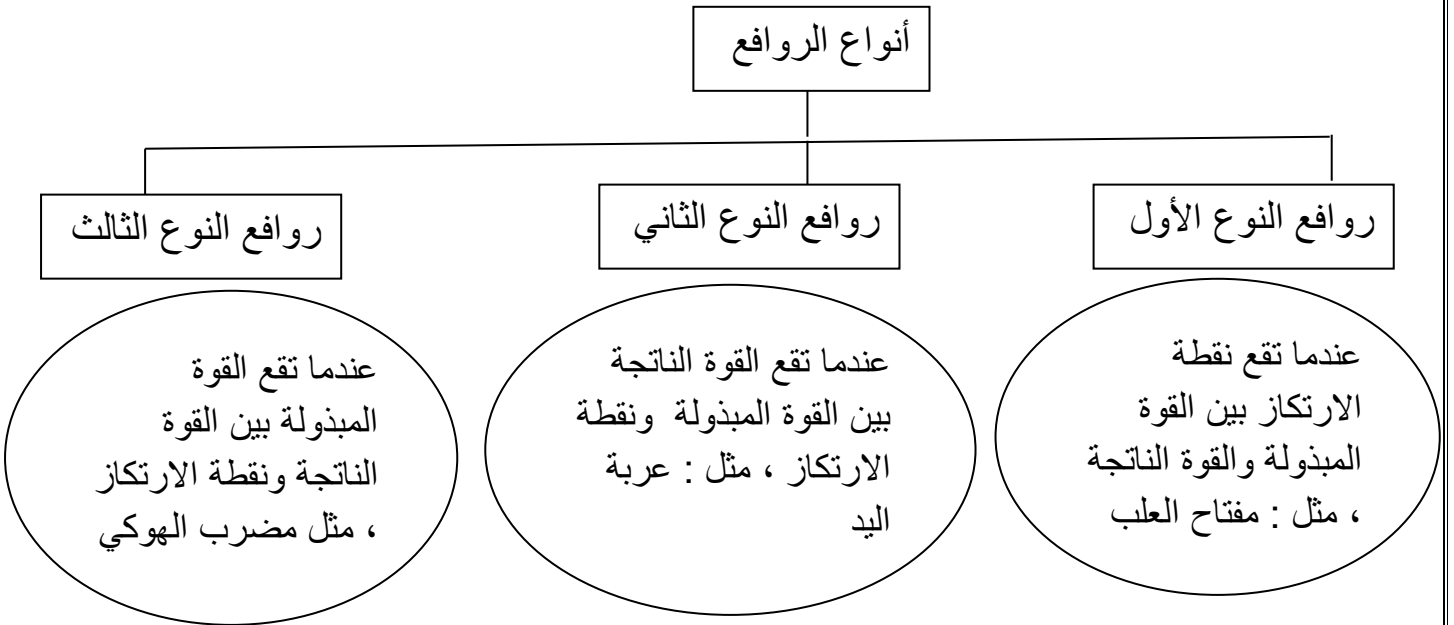 أنواع الروافع
روافع النوع الأول
روافع النوع الثاني
روافع النوع الثالث
عندما تقع نقطة
الارتكاز بين القوة
المبذولة والقوة الناتجة
، مثل : مفتاح العلب
عندما تقع القوة الناتجة
بين القوة المبذولة ونقطة
الارتكاز ، مثل : عربة
اليد
عندما تقع القوة
المبذولة بين القوة
الناتجة ونقطة الارتكاز
، مثل مضرب الهوكي